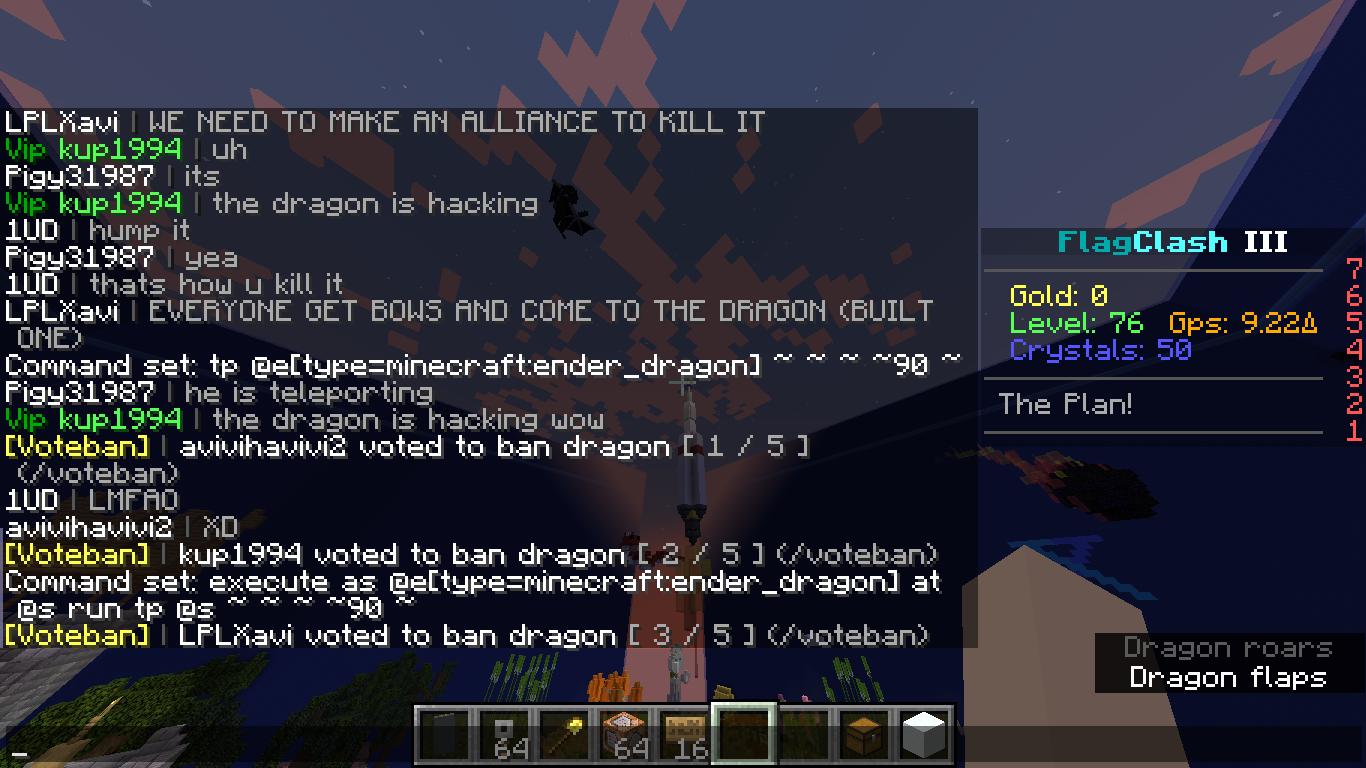 LPLXavi | WE NEED TO MAKE AN ALLIANCE TO KILL IT
Vip kup1994 | uh
Pigy31987 | its
Vip kup1994 | the dragon is hacking
1UD | hump it
Pigy31987 | yea
1UD | thats how u kill it
LPLXavi | EVERYONE GET BOWS AND COME TO THE DRAGON (BUILT
ONE)
Command set: tp @e[type=minecraft:ender_dragon] ~ ~ ~ ~90 ~
Pigy31987 | he is teleporting
Vip kup1994 | the dragon is hacking wow
[Voteban] | avivihavivi2 voted to ban dragon [ 1 / 5 ]
(/voteban)
1UD | LMFAO
avivihavivi2 | XD
[Voteban] | kup1994 voted to ban dragon [ 2 / 5 ] (/voteban)
Command set: execute as @e[type=minecraft:ender_dragon] at
@s run tp @s ~ ~ ~ ~90 ~
[Voteban] | LPLXavi voted to ban dragon [ 3 / 5 ] (/voteban)
FlagClash III
7
Gold: 0 6
Level: 76 Gps: 9.22Δ 5
Crystals: 50 4
3
The Plan! 2
1
Dragon roars
Dragon flaps
64 64 16
_